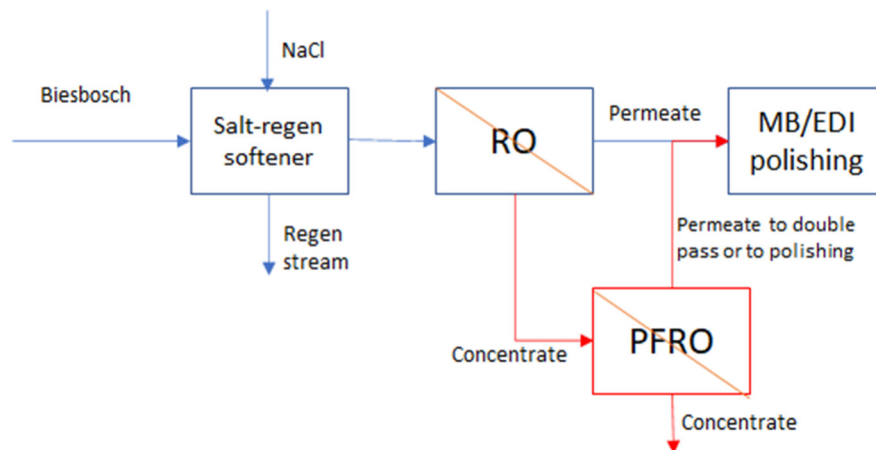 NaCl
Biesbosch
Salt-regen
softener
RO
Permeate
MB/EDI
polishing
Regen
stream
Permeate to double
pass or to polishing
Concentrate
PFRO
Concentrate